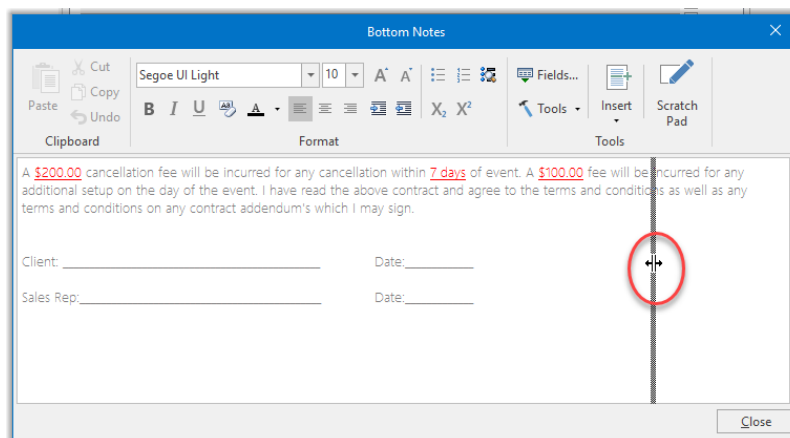 Bottom Notes
Cut
Copy
Undo
Paste
Clipboard
Segoe UI Light
10
A A
B I U A X₂ X²
Format
Fields...
Tools
Insert
Scratch Pad
Tools
A $200.00 cancellation fee will be incurred for any cancellation within 7 days of event. A $100.00 fee will be incurred for any
additional setup on the day of the event. I have read the above contract and agree to the terms and conditions as well as any
terms and conditions on any contract addendum's which I may sign.
Client: ______________________ Date:__________
Sales Rep:______________________ Date:__________
Close